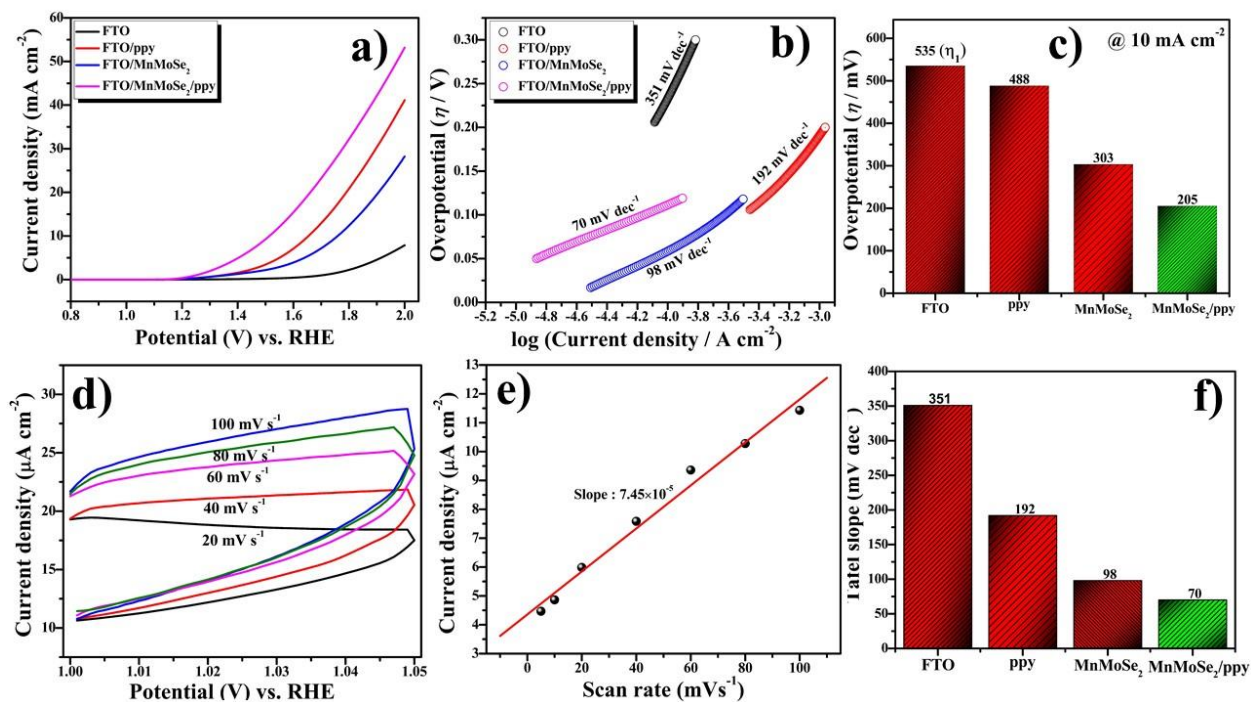 a)
FTO
FTO/ppy
FTO/MnMoSe₂
FTO/MnMoSe₂/ppy
Current density (mA cm⁻²)
60
50
40
30
20
10
0
0.8 1.0 1.2 1.4 1.6 1.8 2.0
Potential (V) vs. RHE
b)
FTO
FTO/ppy
FTO/MnMoSe₂
FTO/MnMoSe₂/ppy
351 mV dec⁻¹
192 mV dec⁻¹
70 mV dec⁻¹
98 mV dec⁻¹
Overpotential (η / V)
0.30
0.25
0.20
0.15
0.10
0.05
0.00
-5.2 -5.0 -4.8 -4.6 -4.4 -4.2 -4.0 -3.8 -3.6 -3.4 -3.2 -3.0
log (Current density / A cm⁻²)
c)
@ 10 mA cm⁻²
535 (η₁)
488
303
205
Overpotential (η / mV)
600
500
400
300
200
100
0
FTO ppy MnMoSe₂ MnMoSe₂/ppy
d)
100 mV s⁻¹
80 mV s⁻¹
60 mV s⁻¹
40 mV s⁻¹
20 mV s⁻¹
Current density (μA cm⁻²)
30
25
20
15
10
1.00 1.01 1.02 1.03 1.04 1.05
Potential (V) vs. RHE
e)
Slope : 7.45×10⁻⁵
Current density (μA cm⁻²)
13
12
11
10
9
8
7
6
5
4
3
0 20 40 60 80 100
Scan rate (mVs⁻¹)
f)
351
192
98
70
Tafel slope (mV dec⁻¹)
400
350
300
250
200
150
100
50
0
FTO ppy MnMoSe₂ MnMoSe₂/ppy